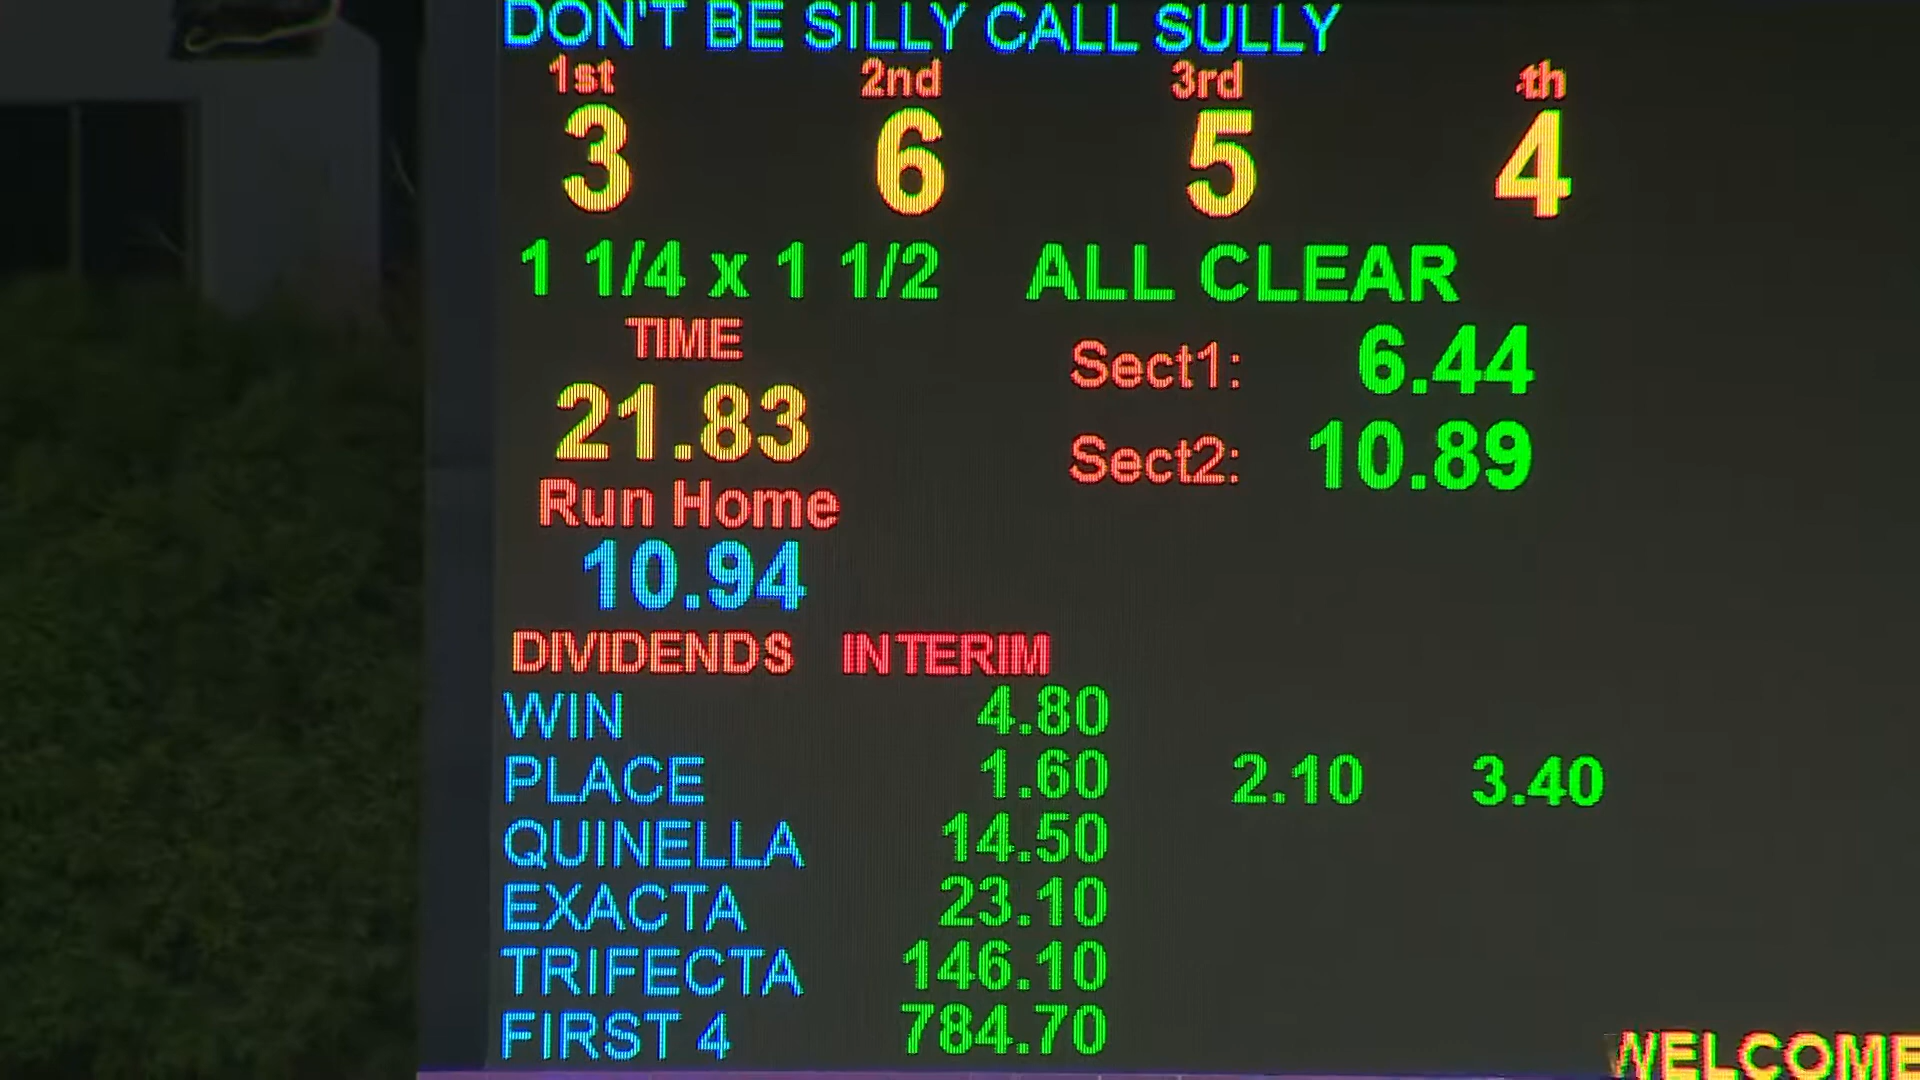 DON'T BE SILLY CALL SULLY
1st 2nd 3rd th
3 6 5 4
1 1/4 x 1 1/2 ALL CLEAR
TIME
Sect1: 6.44
21.83
Sect2: 10.89
Run Home
10.94
DIVIDENDS INTERIM
WIN 4.80
PLACE 1.60 2.10 3.40
QUINELLA 14.50
EXACTA 23.10
TRIFECTA 146.10
FIRST 4 784.70
WELCOME